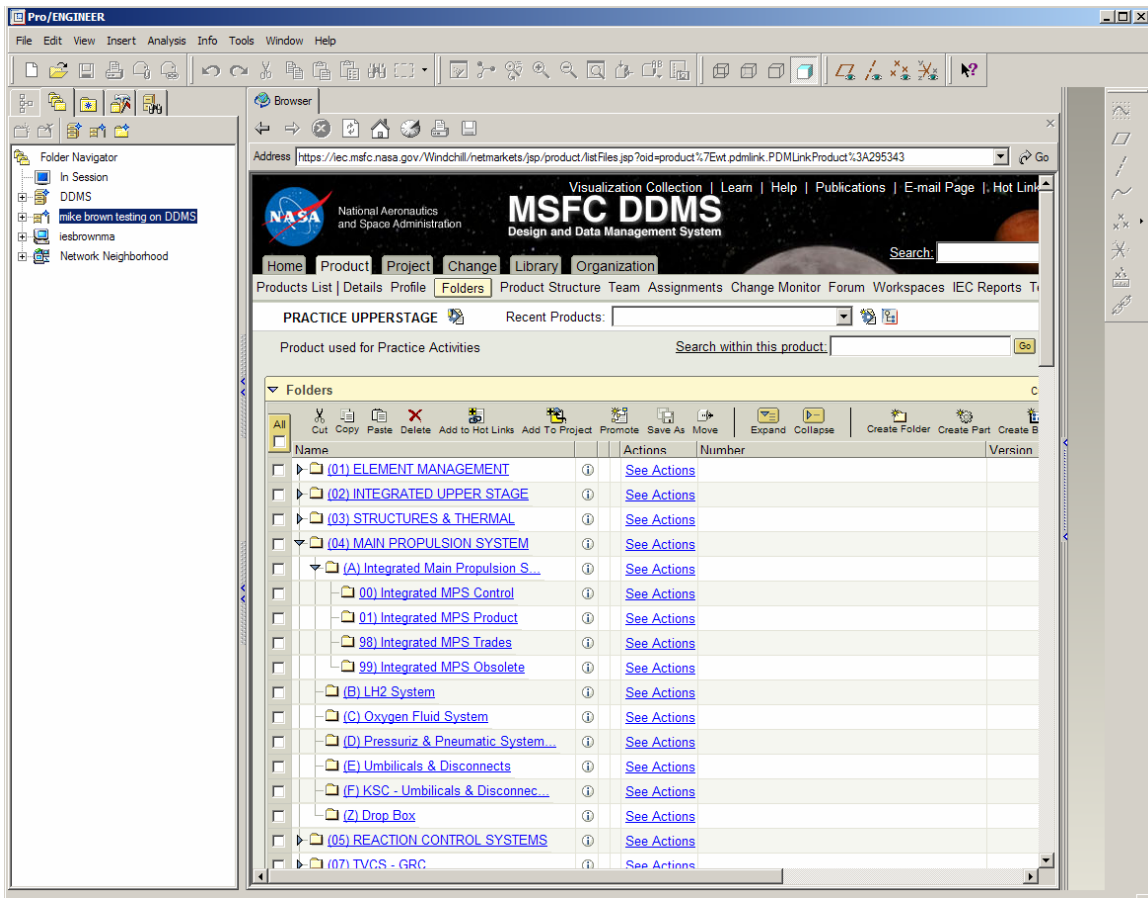 Pro/ENGINEER
File Edit View Insert Analysis Info Tools Window Help
Browser
Folder Navigator
In Session
DDMS
mike brown testing on DDMS
iesbrownma
Network Neighborhood
Address https://iec.msfc.nasa.gov/Windchill/netmarkets/jsp/product/listFiles.jsp?oid=product%7Ewt.pdmlink.PDMLinkProduct%3A295343 Go
Visualization Collection | Learn | Help | Publications | E-mail Page | Hot Link
NASA
National Aeronautics
and Space Administration
MSFC DDMS
Design and Data Management System
Search:
Home Product Project Change Library Organization
Products List | Details Profile Folders Product Structure Team Assignments Change Monitor Forum Workspaces IEC Reports
PRACTICE UPPERSTAGE Recent Products:
Product used for Practice Activities Search within this product: Go
Folders
All Cut Copy Paste Delete Add to Hot Links Add To Project Promote Save As Move Expand Collapse Create Folder Create Part Create B
Name Actions Number Version
(01) ELEMENT MANAGEMENT See Actions
(02) INTEGRATED UPPER STAGE See Actions
(03) STRUCTURES & THERMAL See Actions
(04) MAIN PROPULSION SYSTEM See Actions
(A) Integrated Main Propulsion S... See Actions
00) Integrated MPS Control See Actions
01) Integrated MPS Product See Actions
98) Integrated MPS Trades See Actions
99) Integrated MPS Obsolete See Actions
(B) LH2 System See Actions
(C) Oxygen Fluid System See Actions
(D) Pressuriz & Pneumatic System... See Actions
(E) Umbilicals & Disconnects See Actions
(F) KSC - Umbilicals & Disconnec... See Actions
(Z) Drop Box See Actions
(05) REACTION CONTROL SYSTEMS See Actions
(07) TVCS - GRC See Actions